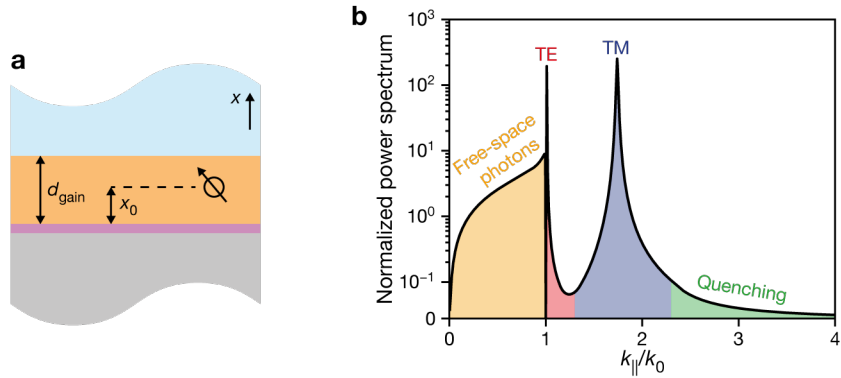 a
x
d_gain
x_0
b
Normalized power spectrum
10^3
10^2
10^1
10^0
10^-1
0
TE
TM
Free-space
photons
Quenching
0
1
2
3
4
k_||/k_0